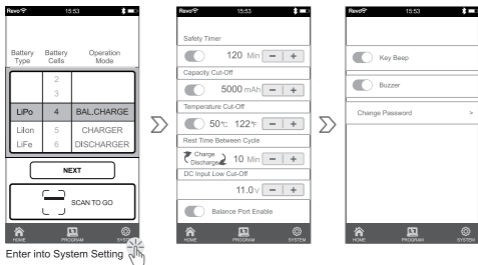 Revo 15:53
Battery Type Battery Cells Operation Mode
2
3
LiPo 4 BAL.CHARGE
LiIon 5 CHARGER
LiFe 6 DISCHARGER
NEXT
SCAN TO GO
HOME PROGRAM SYSTEM
Enter into System Setting
Revo 15:53
Safety Timer
120 Min - +
Capacity Cut-Off
5000 mAh - +
Temperature Cut-Off
50℃ 122℉ - +
Rest Time Between Cycle
Charge
Discharge 10 Min - +
DC Input Low Cut-Off
11.0V - +
Balance Port Enable
HOME PROGRAM SYSTEM
Revo 15:53
Key Beep
Buzzer
Change Password >
HOME PROGRAM SYSTEM